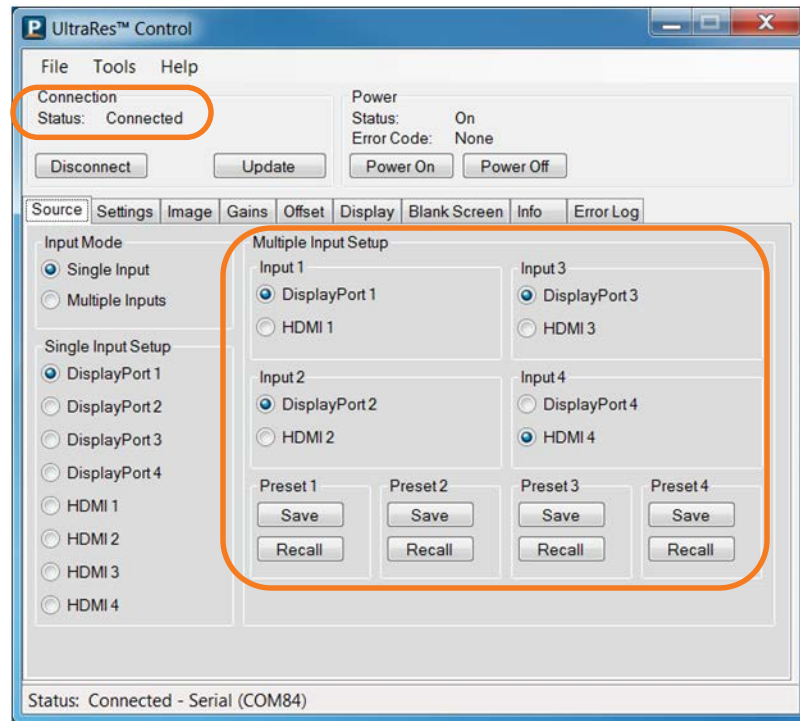 UltraRes™ Control
File Tools Help
Connection
Status: Connected
Disconnect Update
Power
Status: On
Error Code: None
Power On Power Off
Source Settings Image Gains Offset Display Blank Screen Info Error Log
Input Mode
Single Input
Multiple Inputs
Single Input Setup
DisplayPort 1
DisplayPort 2
DisplayPort 3
DisplayPort 4
HDMI 1
HDMI 2
HDMI 3
HDMI 4
Multiple Input Setup
Input 1
DisplayPort 1
HDMI 1
Input 3
DisplayPort 3
HDMI 3
Input 2
DisplayPort 2
HDMI 2
Input 4
DisplayPort 4
HDMI 4
Preset 1
Save
Recall
Preset 2
Save
Recall
Preset 3
Save
Recall
Preset 4
Save
Recall
Status: Connected - Serial (COM84)